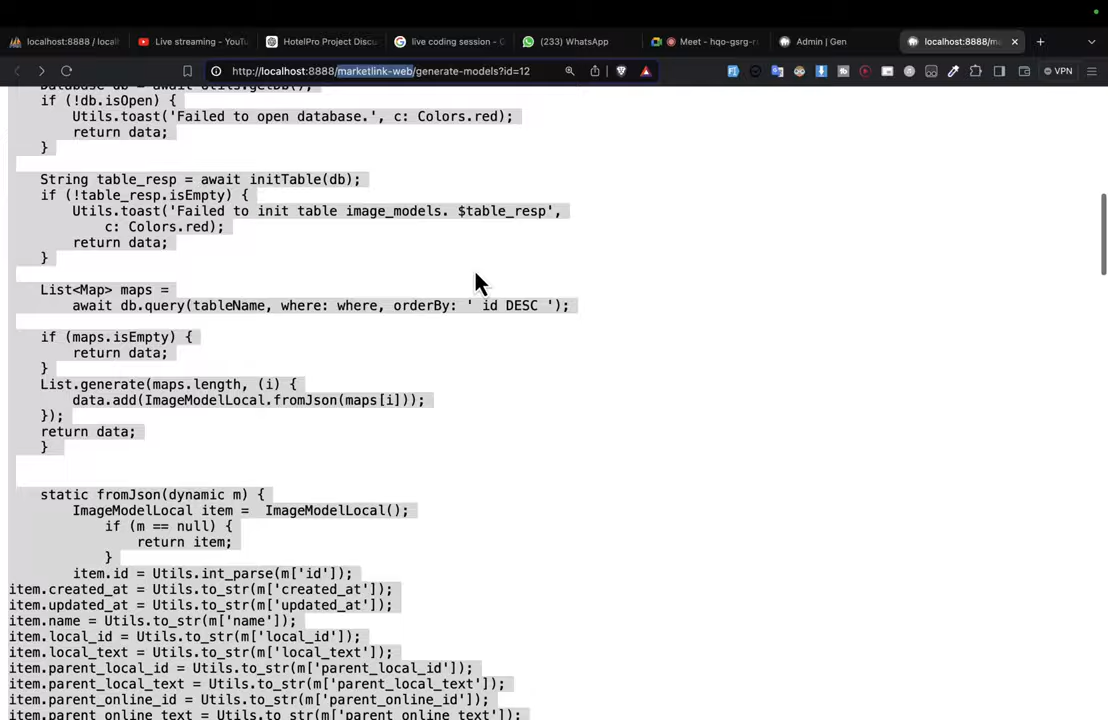 localhost:8888 / local
Live streaming - YouTu
HotelPro Project Discu
live coding session - G
(233) WhatsApp
Meet - hqo-gsrg-r
Admin | Gen
localhost:8888/m
http://localhost:8888/marketlink-web/generate-models?id=12
VPN
Database db = await Utils.getDb();
if (!db.isOpen) {
Utils.toast('Failed to open database.', c: Colors.red);
return data;
}
String table_resp = await initTable(db);
if (!table_resp.isEmpty) {
Utils.toast('Failed to init table image_models. $table_resp',
c: Colors.red);
return data;
}
List<Map> maps =
await db.query(tableName, where: where, orderBy: ' id DESC ');
if (maps.isEmpty) {
return data;
}
List.generate(maps.length, (i) {
data.add(ImageModelLocal.fromJson(maps[i]));
});
return data;
}
static fromJson(dynamic m) {
ImageModelLocal item =  ImageModelLocal();
if (m == null) {
return item;
}
item.id = Utils.int_parse(m['id']);
item.created_at = Utils.to_str(m['created_at']);
item.updated_at = Utils.to_str(m['updated_at']);
item.name = Utils.to_str(m['name']);
item.local_id = Utils.to_str(m['local_id']);
item.local_text = Utils.to_str(m['local_text']);
item.parent_local_id = Utils.to_str(m['parent_local_id']);
item.parent_local_text = Utils.to_str(m['parent_local_text']);
item.parent_online_id = Utils.to_str(m['parent_online_id']);
item.parent_online_text = Utils.to_str(m['parent_online_text']);